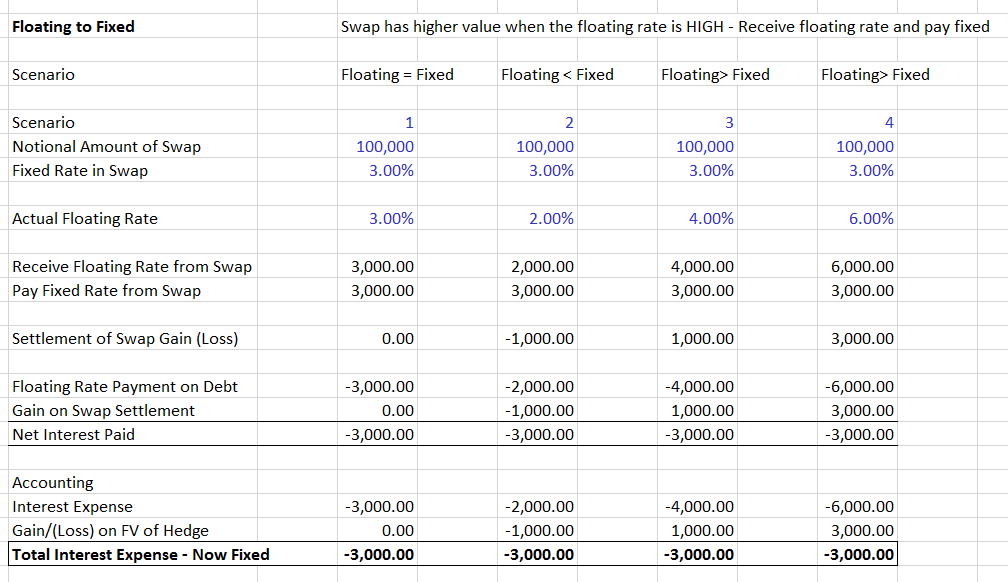 Floating to Fixed Swap has higher value when the floating rate is HIGH - Receive floating rate and pay fixed
Scenario Floating = Fixed Floating < Fixed Floating> Fixed Floating> Fixed
Scenario 1 2 3 4
Notional Amount of Swap 100,000 100,000 100,000 100,000
Fixed Rate in Swap 3.00% 3.00% 3.00% 3.00%
Actual Floating Rate 3.00% 2.00% 4.00% 6.00%
Receive Floating Rate from Swap 3,000.00 2,000.00 4,000.00 6,000.00
Pay Fixed Rate from Swap 3,000.00 3,000.00 3,000.00 3,000.00
Settlement of Swap Gain (Loss) 0.00 -1,000.00 1,000.00 3,000.00
Floating Rate Payment on Debt -3,000.00 -2,000.00 -4,000.00 -6,000.00
Gain on Swap Settlement 0.00 -1,000.00 1,000.00 3,000.00
Net Interest Paid -3,000.00 -3,000.00 -3,000.00 -3,000.00
Accounting
Interest Expense -3,000.00 -2,000.00 -4,000.00 -6,000.00
Gain/(Loss) on FV of Hedge 0.00 -1,000.00 1,000.00 3,000.00
Total Interest Expense - Now Fixed -3,000.00 -3,000.00 -3,000.00 -3,000.00